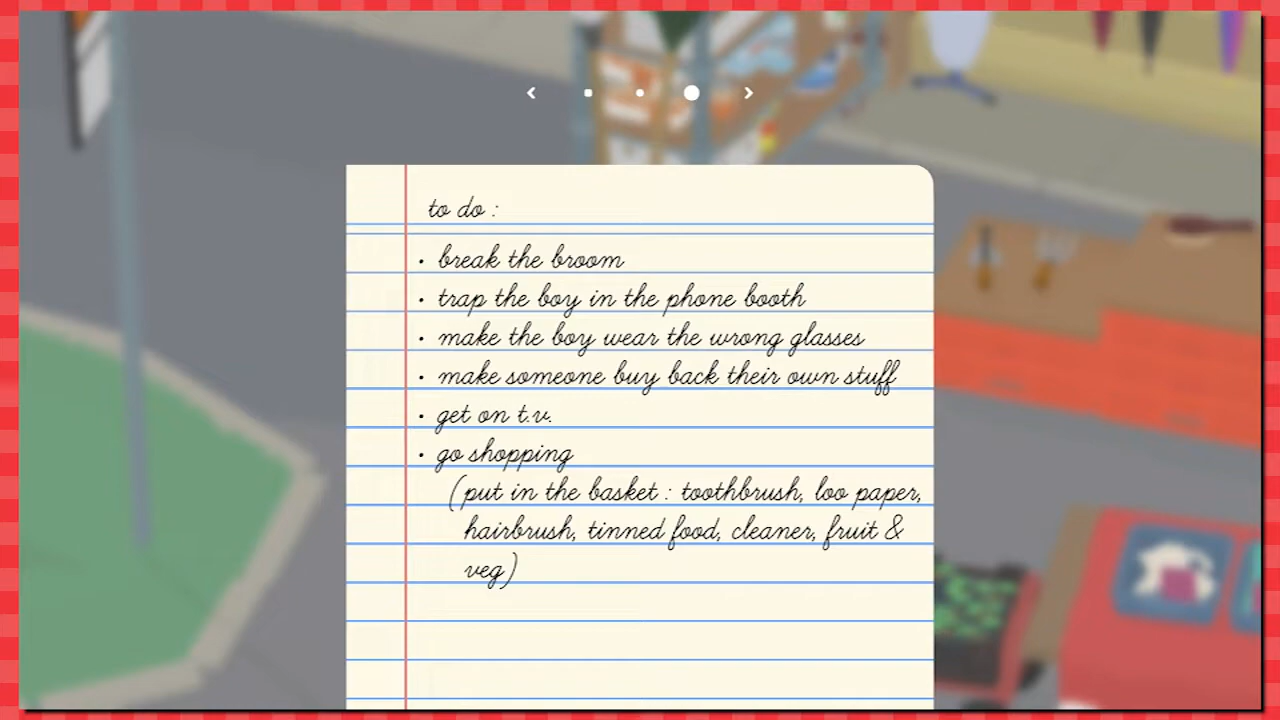 to do :
• break the broom
• trap the boy in the phone booth
• make the boy wear the wrong glasses
• make someone buy back their own stuff
• get on t.v.
• go shopping
(put in the basket : toothbrush, loo paper,
hairbrush, tinned food, cleaner, fruit &
veg)